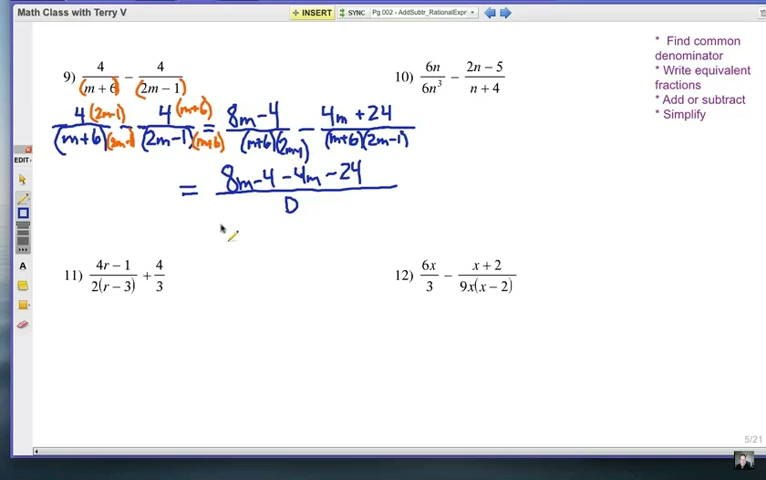 Math Class with Terry V
INSERT
SYNC
Pg 002 - AddSubtr_RationalExpr
* Find common
denominator
* Write equivalent
fractions
* Add or subtract
* Simplify
9) 4/(m + 6) − 4/(2m − 1)
10) 6n/6n³ − (2n − 5)/(n + 4)
4(2m-1)/(m+6)(2m-1) − 4(m+6)/(2m-1)(m+6) = 8m-4/(m+6)(2m-1) − 4m+24/(m+6)(2m-1)
= 8m-4-4m-24/D
11) (4r − 1)/2(r − 3) + 4/3
12) 6x/3 − (x + 2)/9x(x − 2)
EDIT
A
5/21